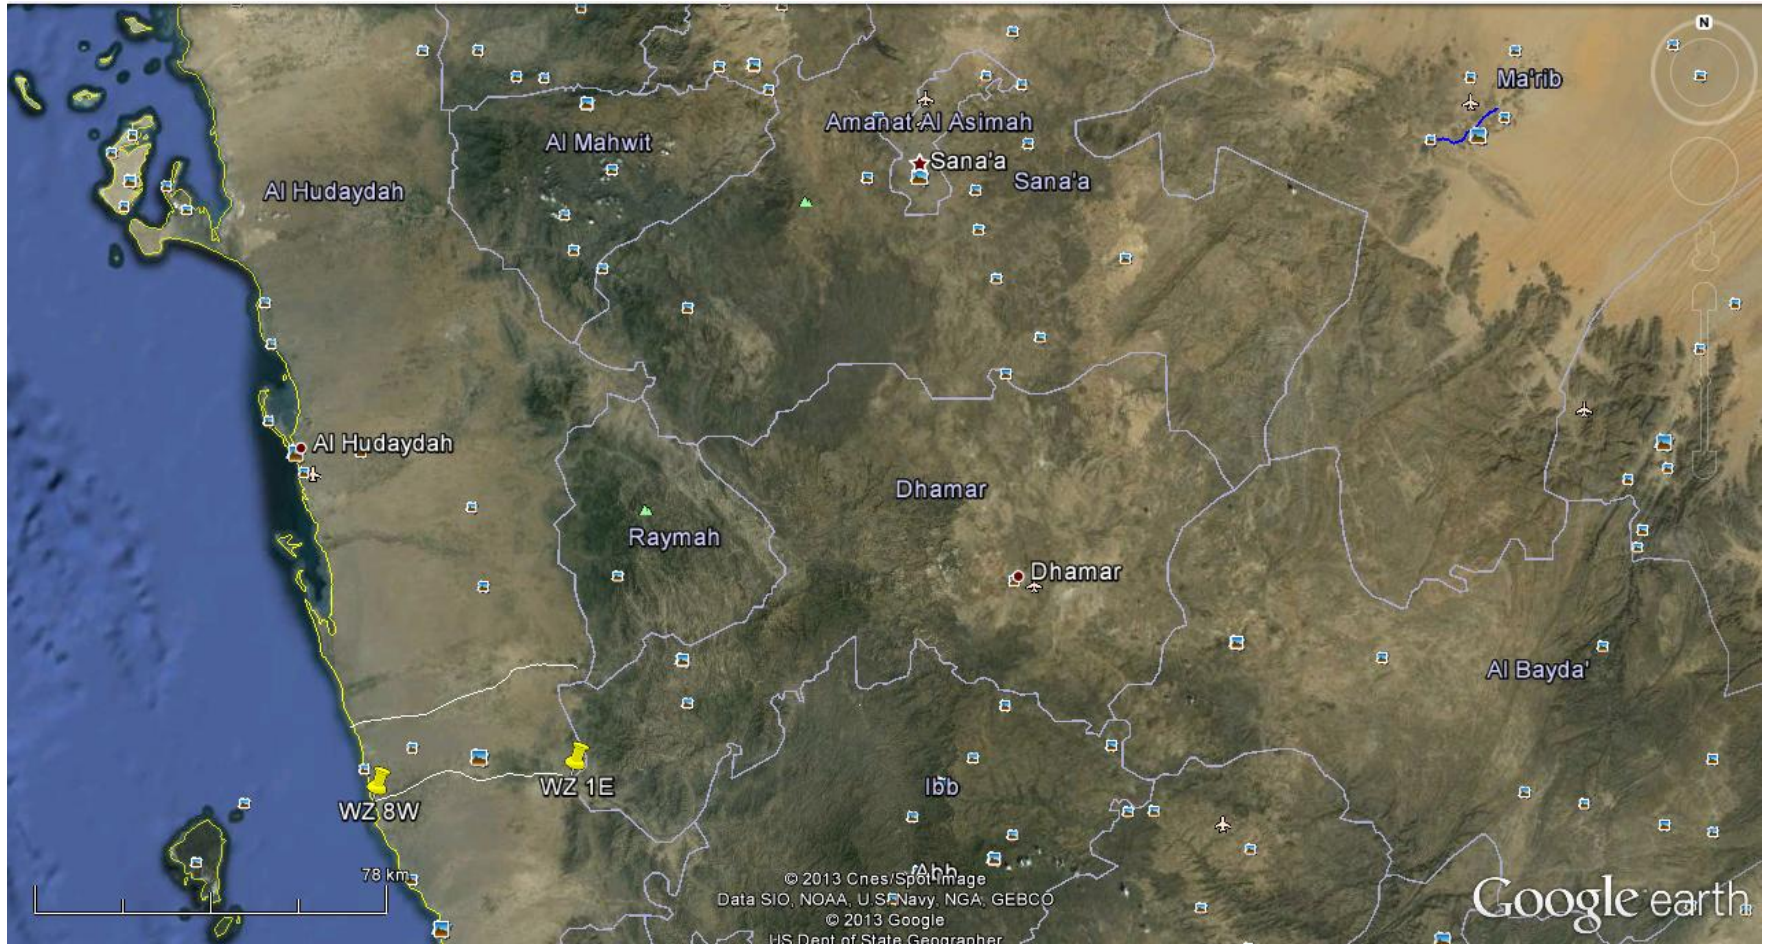 N
Ma'rib
Amanat Al Asimah
Al Mahwit
Sana'a
Sana'a
Al Hudaydah
Al Hudaydah
Dhamar
Raymah
Dhamar
Al Bayda'
WZ 1E
Ibb
WZ 8W
78 km
Abb
© 2013 Cnes/Spot Image
Data SIO, NOAA, U.S. Navy, NGA, GEBCO
© 2013 Google
US Dept of State Geographer
Google earth